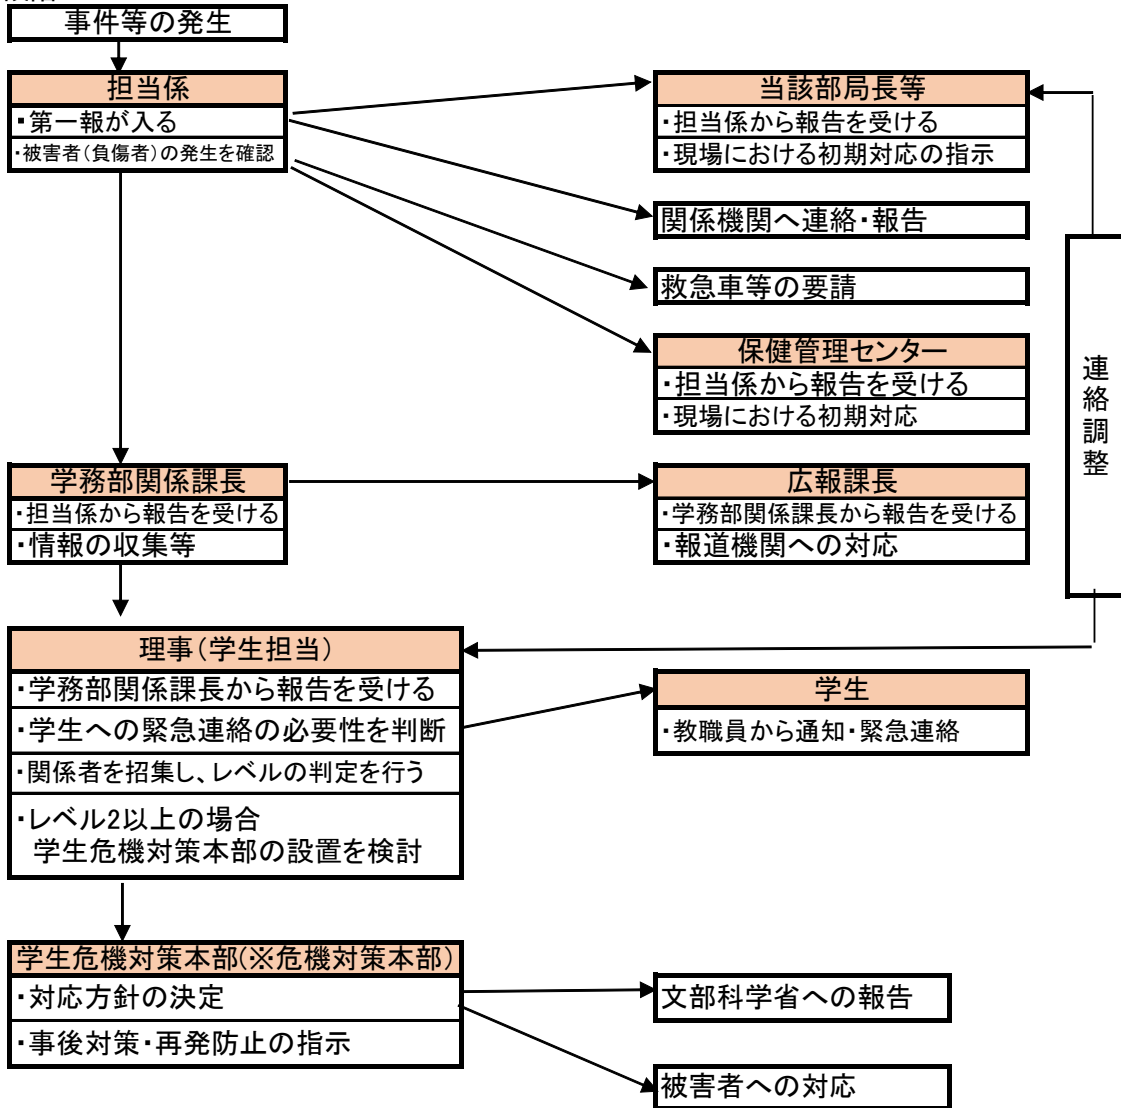 事件等の発生
担当係
・第一報が入る
・被害者(負傷者)の発生を確認
当該部局長等
・担当係から報告を受ける
・現場における初期対応の指示
関係機関へ連絡・報告
救急車等の要請
保健管理センター
・担当係から報告を受ける
・現場における初期対応
連絡調整
学務部関係課長
・担当係から報告を受ける
・情報の収集等
広報課長
・学務部関係課長から報告を受ける
・報道機関への対応
理事(学生担当)
・学務部関係課長から報告を受ける
・学生への緊急連絡の必要性を判断
・関係者を招集し、レベルの判定を行う
・レベル2以上の場合
学生危機対策本部の設置を検討
学生
・教職員から通知・緊急連絡
学生危機対策本部(※危機対策本部)
・対応方針の決定
・事後対策・再発防止の指示
文部科学省への報告
被害者への対応